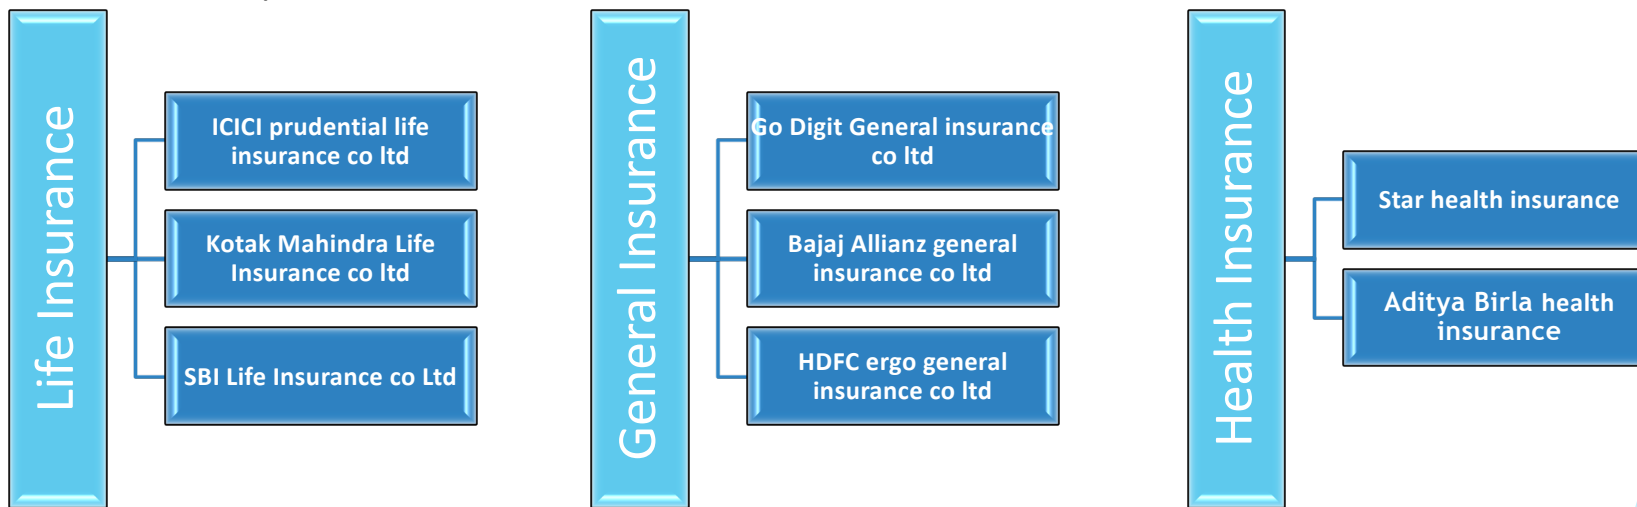 Life Insurance
ICICI prudential life
insurance co ltd
Kotak Mahindra Life
Insurance co ltd
SBI Life Insurance co Ltd
General Insurance
Go Digit General insurance
co ltd
Bajaj Allianz general
insurance co ltd
HDFC ergo general
insurance co ltd
Health Insurance
Star health insurance
Aditya Birla health
insurance